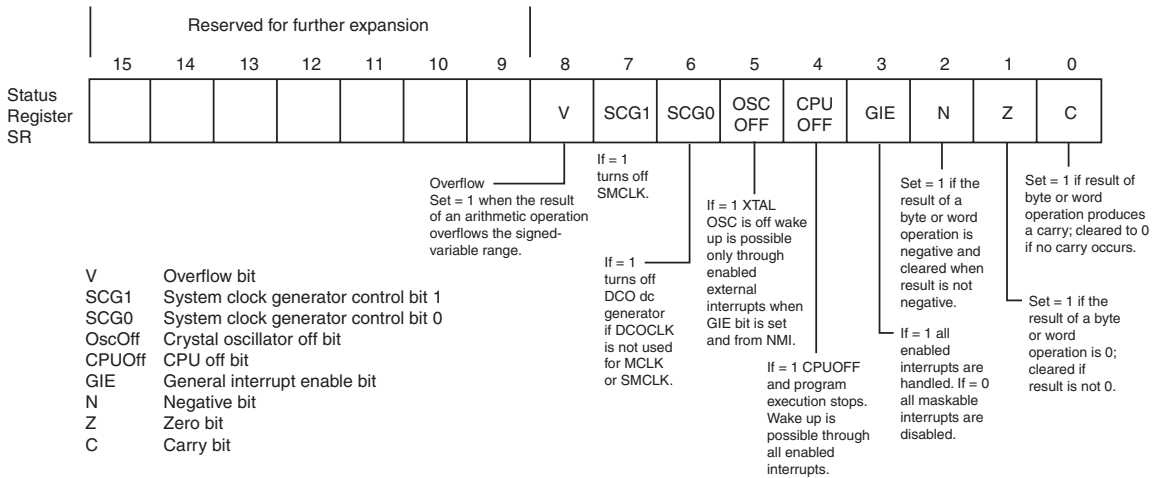 Reserved for further expansion
15 14 13 12 11 10 9 8 7 6 5 4 3 2 1 0
Status
Register
SR
V
SCG1
SCG0
OSC
OFF
CPU
OFF
GIE
N
Z
C
Overflow
Set = 1 when the result
of an arithmetic operation
overflows the signed-
variable range.
If = 1
turns off
SMCLK.
If = 1
turns off
DCO dc
generator
if DCOCLK
is not used
for MCLK
or SMCLK.
If = 1 XTAL
OSC is off wake
up is possible
only through
enabled
external
interrupts when
GIE bit is set
and from NMI.
If = 1 CPUOFF
and program
execution stops.
Wake up is
possible through
all enabled
interrupts.
If = 1 all
enabled
interrupts are
handled. If = 0
all maskable
interrupts are
disabled.
Set = 1 if the
result of a
byte or word
operation is
negative and
cleared when
result is not
negative.
Set = 1 if the
result of a byte
or word
operation is 0;
cleared if
result is not 0.
Set = 1 if result of
byte or word
operation produces
a carry; cleared to 0
if no carry occurs.
V Overflow bit
SCG1 System clock generator control bit 1
SCG0 System clock generator control bit 0
OscOff Crystal oscillator off bit
CPUOff CPU off bit
GIE General interrupt enable bit
N Negative bit
Z Zero bit
C Carry bit